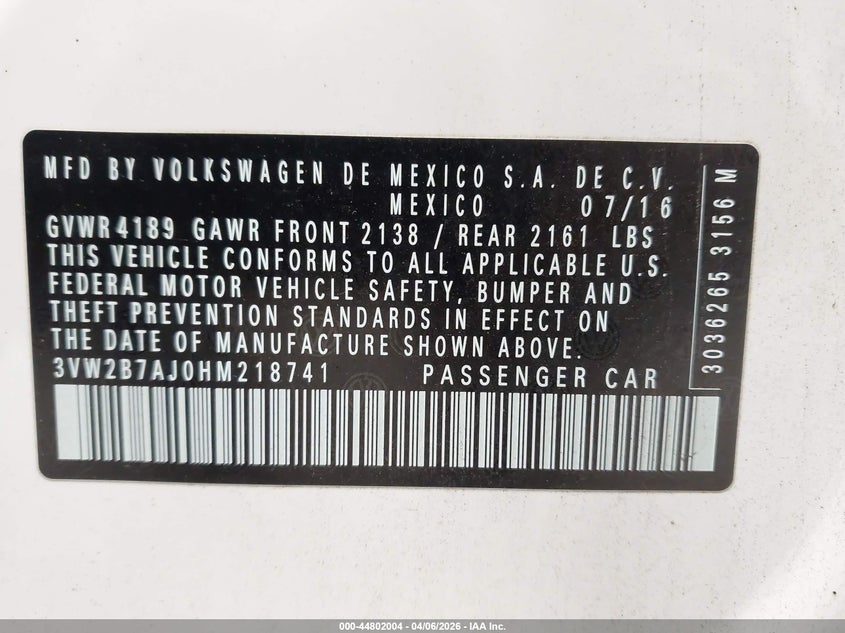 MFD BY VOLKSWAGEN DE MEXICO S.A. DE C.V.
MEXICO 07/16
GVWR4189 GAWR FRONT 2138 / REAR 2161 LBS
THIS VEHICLE CONFORMS TO ALL APPLICABLE U.S.
FEDERAL MOTOR VEHICLE SAFETY, BUMPER AND
THEFT PREVENTION STANDARDS IN EFFECT ON
THE DATE OF MANUFACTURE SHOWN ABOVE.
3VW2B7AJ0HM218741 PASSENGER CAR
3036265 3156 M
000-44802004 - 04/06/2026 - IAA Inc.